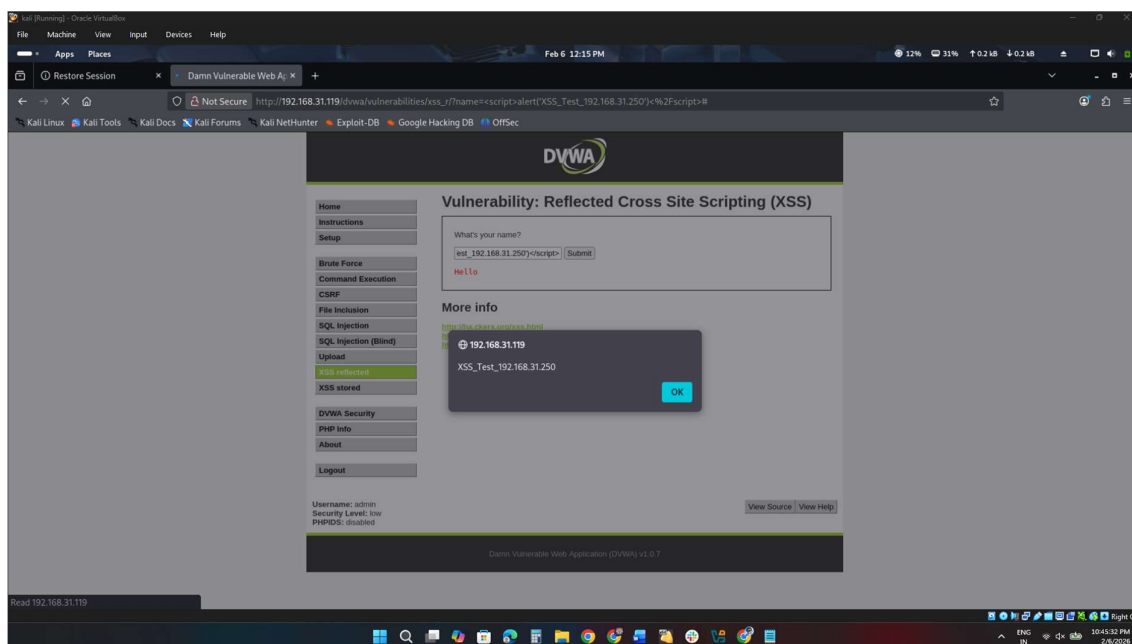 kali [Running] - Oracle VirtualBox
File Machine View Input Devices Help
Apps Places Feb 6 12:15 PM 12% 31% ↑0.2 kB ↓0.2 kB
Restore Session × Damn Vulnerable Web Ap × +
Not Secure http://192.168.31.119/dvwa/vulnerabilities/xss_r/?name=<script>alert('XSS_Test_192.168.31.250')<%2Fscript>#
Kali Linux Kali Tools Kali Docs Kali Forums Kali NetHunter Exploit-DB Google Hacking DB OffSec
DVWA
Home
Instructions
Setup
Brute Force
Command Execution
CSRF
File Inclusion
SQL Injection
SQL Injection (Blind)
Upload
XSS reflected
XSS stored
DVWA Security
PHP Info
About
Logout
Vulnerability: Reflected Cross Site Scripting (XSS)
What's your name?
est_192.168.31.250')</script> Submit
Hello
More info
http://ha.ckers.org/xss.html
192.168.31.119
XSS_Test_192.168.31.250
OK
Username: admin
Security Level: low
PHPIDS: disabled
View Source View Help
Damn Vulnerable Web Application (DVWA) v1.0.7
Read 192.168.31.119
Right
ENG
IN
10:45:32 PM
2/6/2026